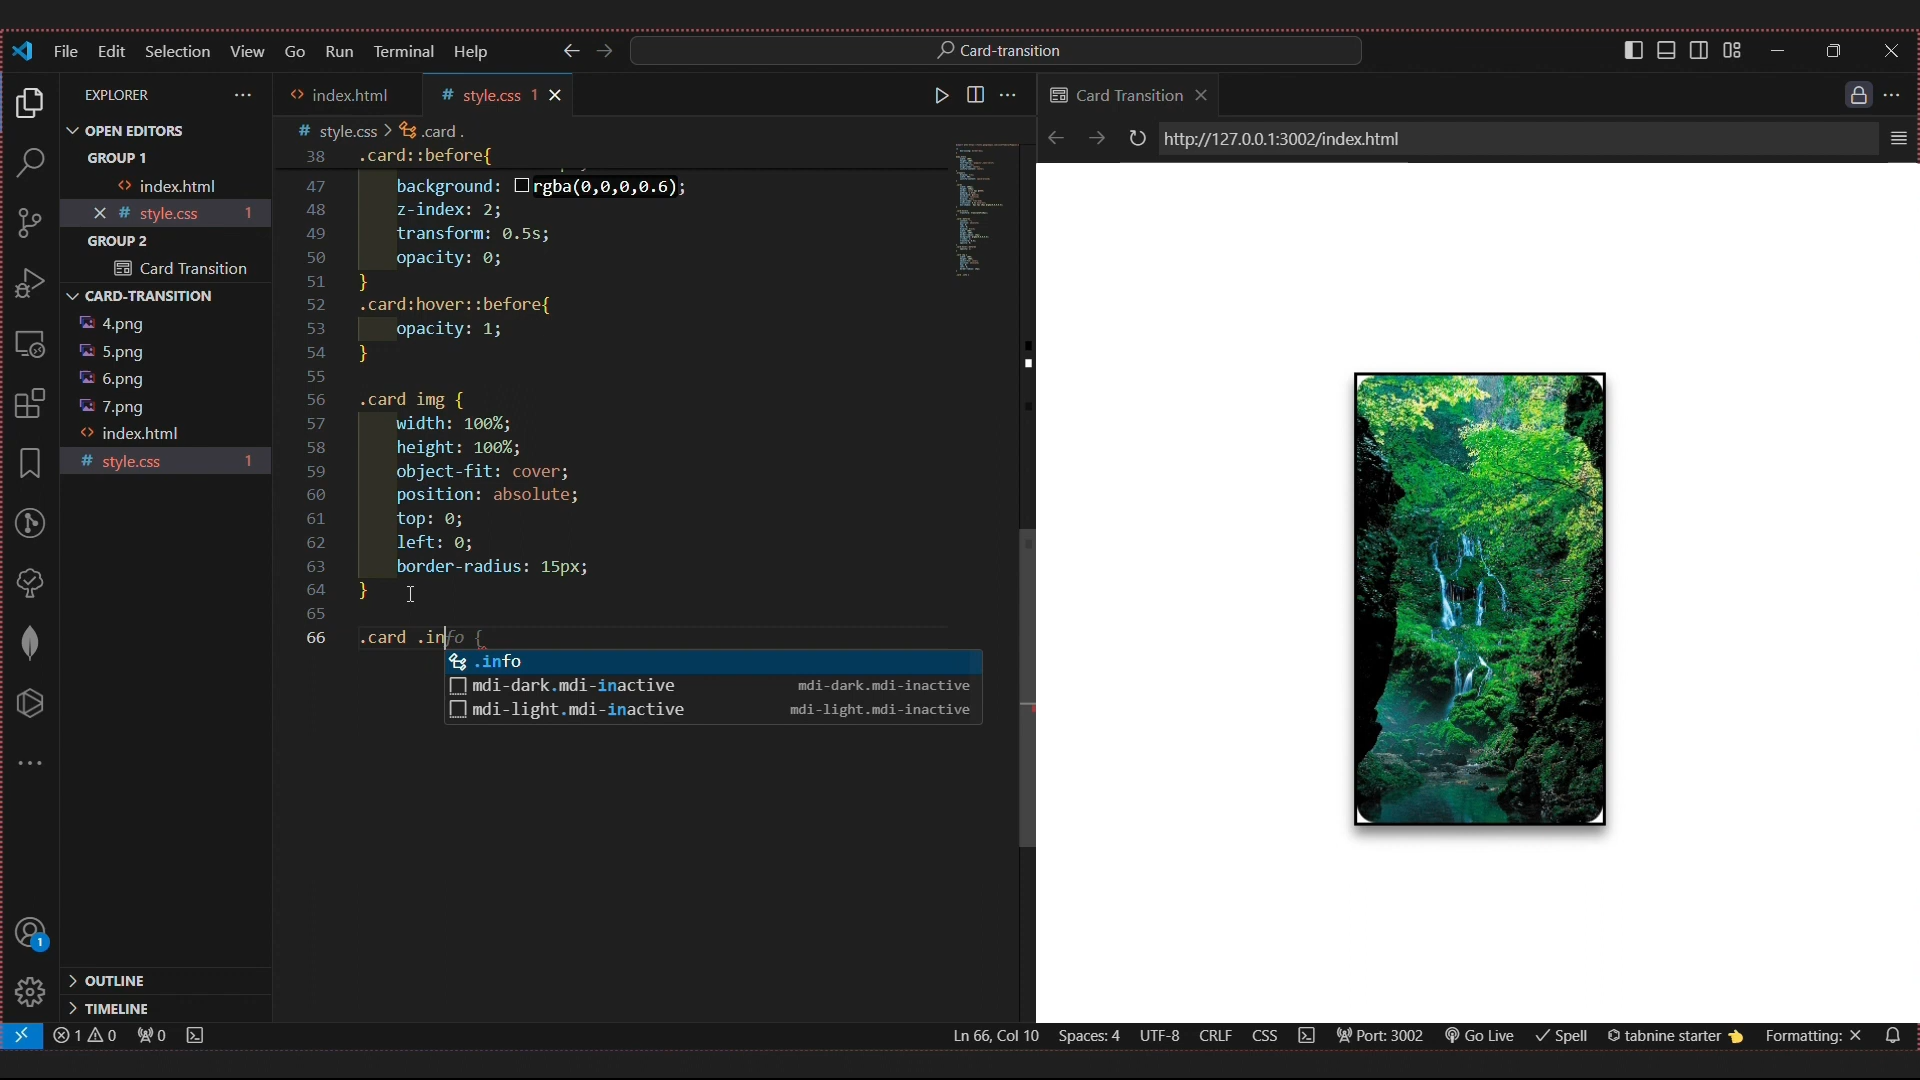 File Edit Selection View Go Run Terminal Help
Card-transition
EXPLORER
index.html
# style.css 1
Card Transition
OPEN EDITORS
# style.css > .card .
http://127.0.0.1:3002/index.html
GROUP 1
index.html
# style.css 1
GROUP 2
Card Transition
CARD-TRANSITION
4.png
5.png
6.png
7.png
index.html
# style.css 1
OUTLINE
TIMELINE
38 .card::before{
47 background: rgba(0,0,0,0.6);
48 z-index: 2;
49 transform: 0.5s;
50 opacity: 0;
51 }
52 .card:hover::before{
53 opacity: 1;
54 }
55
56 .card img {
57 width: 100%;
58 height: 100%;
59 object-fit: cover;
60 position: absolute;
61 top: 0;
62 left: 0;
63 border-radius: 15px;
64 }
65
66 .card .info {
.info
mdi-dark.mdi-inactive mdi-dark.mdi-inactive
mdi-light.mdi-inactive mdi-light.mdi-inactive
1
1 0 0 Ln 66, Col 10 Spaces: 4 UTF-8 CRLF CSS Port: 3002 Go Live Spell tabnine starter Formatting: